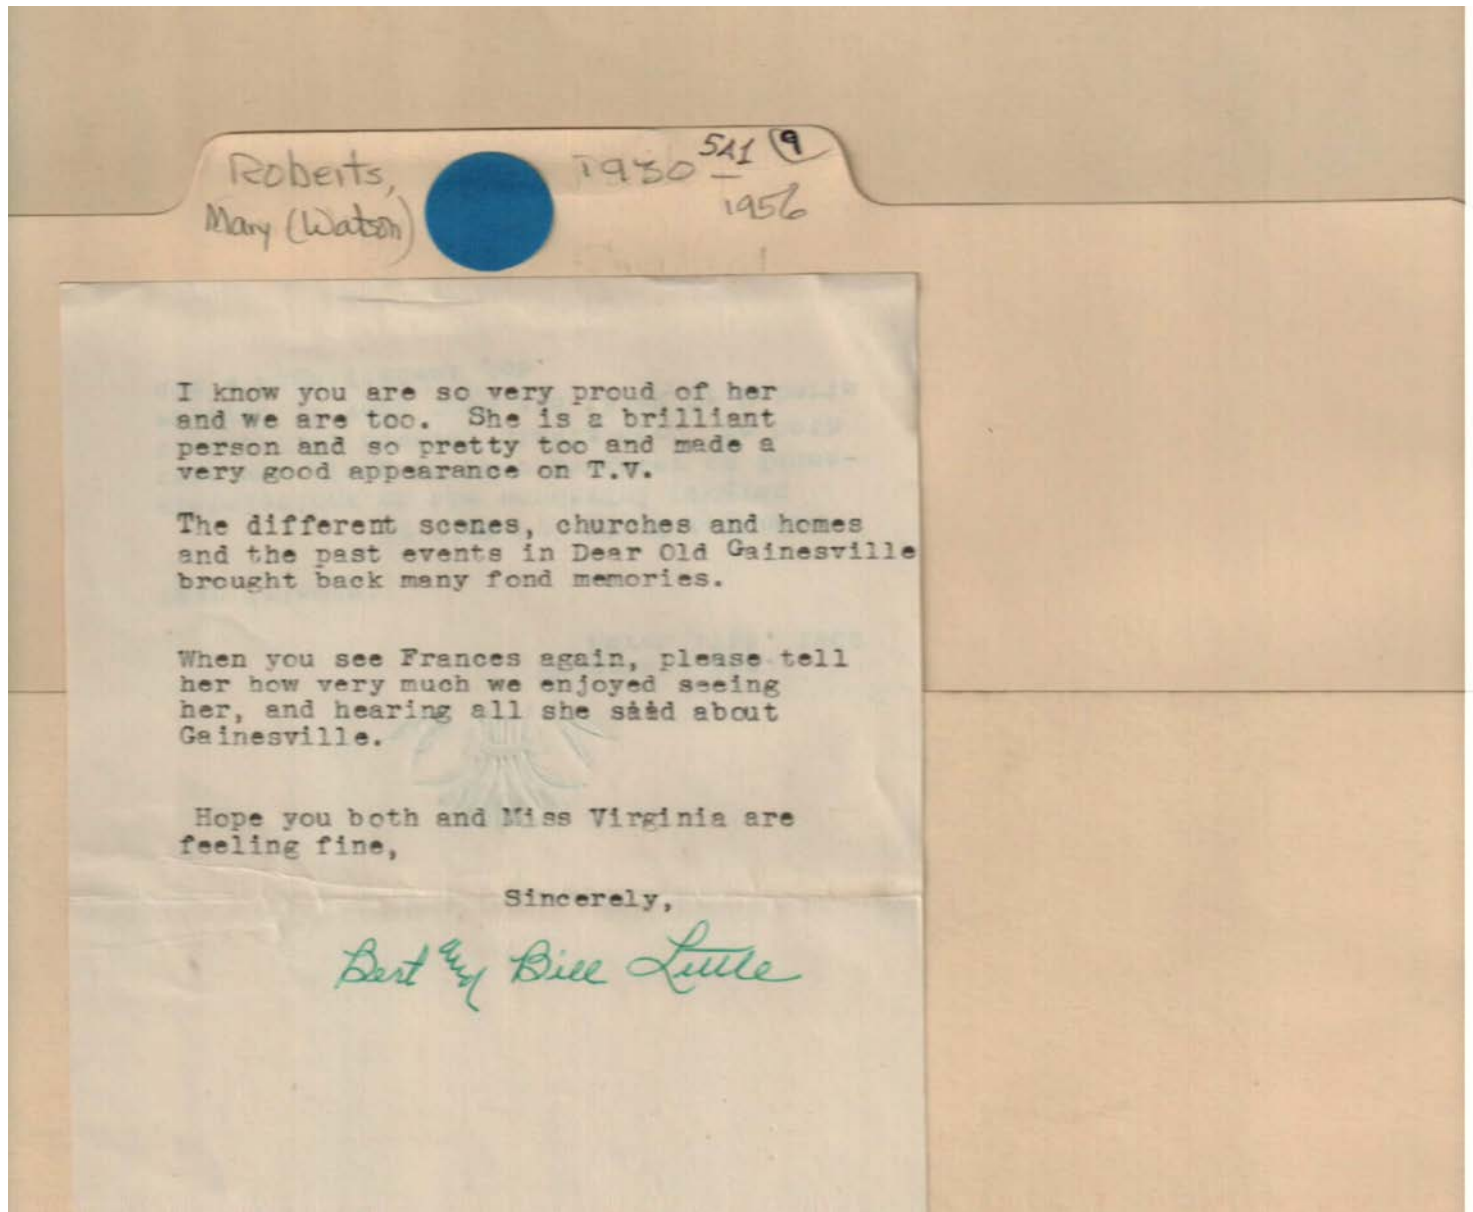 Roberts,
Mary (Watson)
1930 – 1956
5A1 9
I know you are so very proud of her
and we are too. She is a brilliant
person and so pretty too and made a
very good appearance on T.V.
The different scenes, churches and homes
and the past events in Dear Old Gainesville
brought back many fond memories.
When you see Frances again, please tell
her how very much we enjoyed seeing
her, and hearing all she said about
Gainesville.
Hope you both and Miss Virginia are
feeling fine,
Sincerely,
Bert and Bill Little